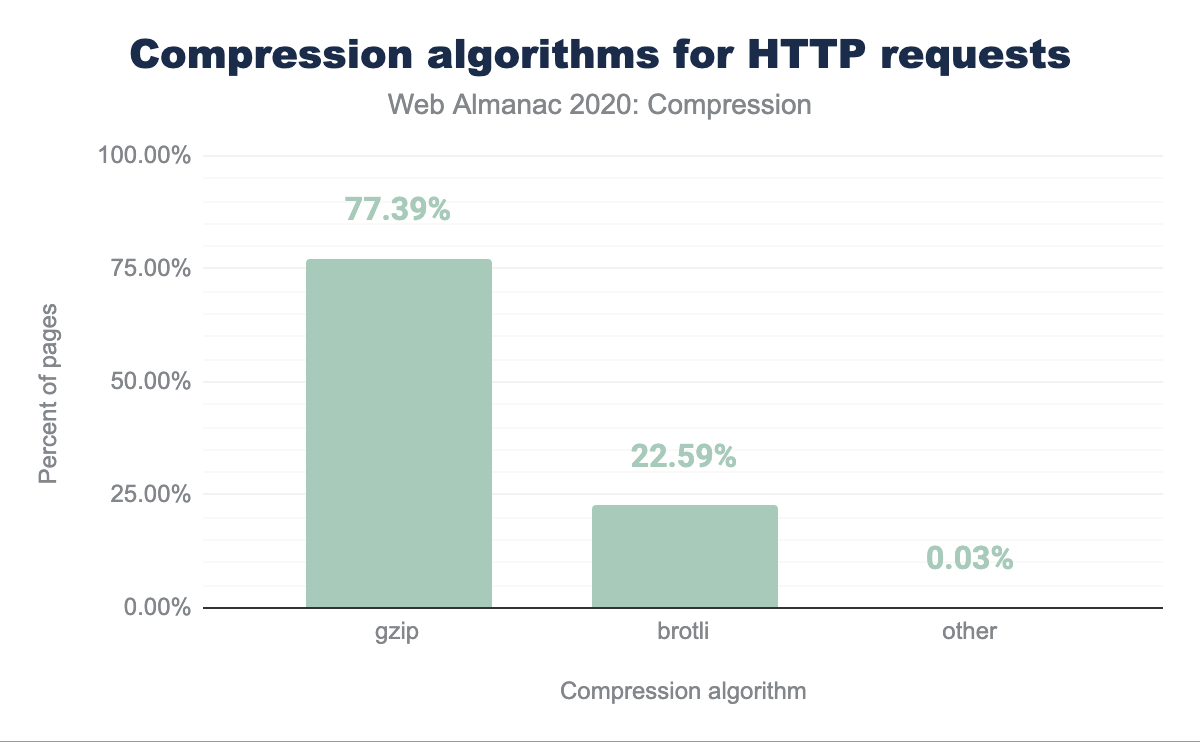 Compression algorithms for HTTP requests
Web Almanac 2020: Compression
100.00%
75.00%
50.00%
25.00%
0.00%
Percent of pages
77.39%
22.59%
0.03%
gzip
brotli
other
Compression algorithm